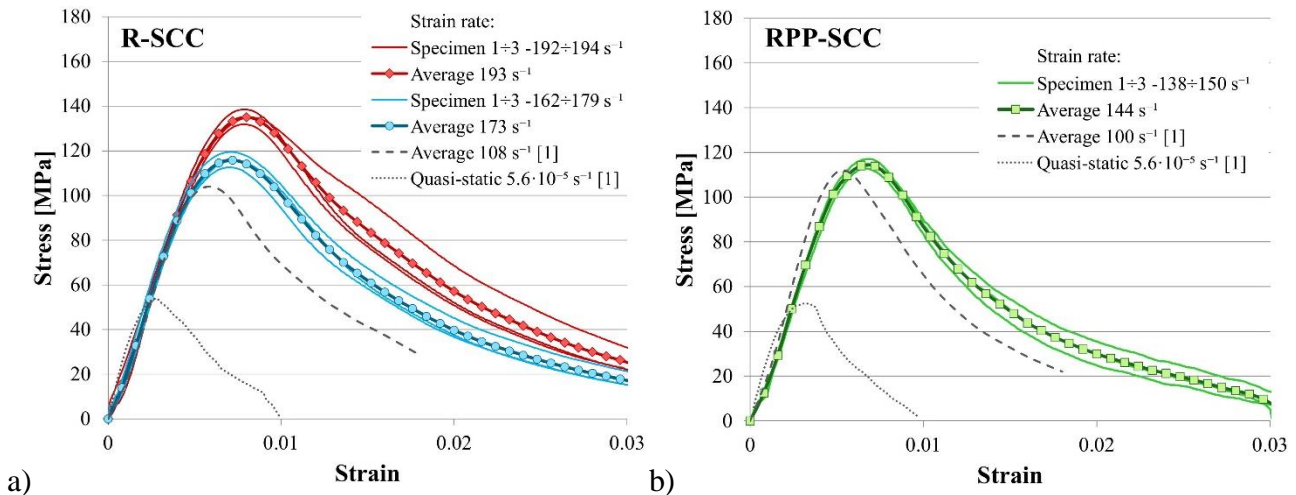 R-SCC
Strain rate:
Specimen 1÷3 -192÷194 s⁻¹
Average 193 s⁻¹
Specimen 1÷3 -162÷179 s⁻¹
Average 173 s⁻¹
Average 108 s⁻¹ [1]
Quasi-static 5.6·10⁻⁵ s⁻¹ [1]
Stress [MPa]
180
160
140
120
100
80
60
40
20
0
0
0.01
0.02
0.03
Strain
a)
RPP-SCC
Strain rate:
Specimen 1÷3 -138÷150 s⁻¹
Average 144 s⁻¹
Average 100 s⁻¹ [1]
Quasi-static 5.6·10⁻⁵ s⁻¹ [1]
Stress [MPa]
180
160
140
120
100
80
60
40
20
0
0
0.01
0.02
0.03
Strain
b)